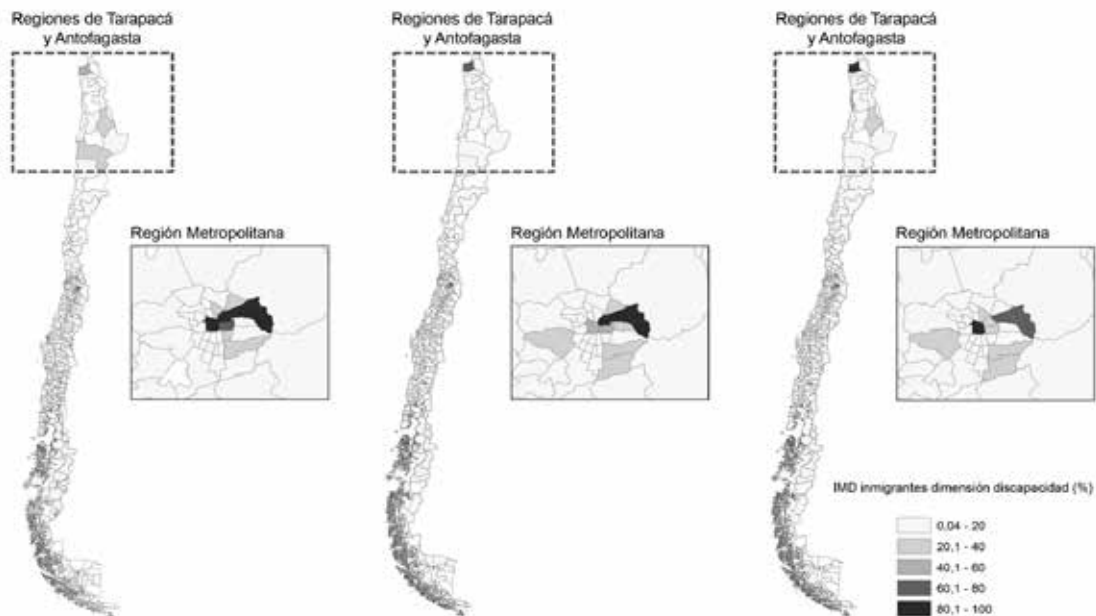 Regiones de Tarapacá
y Antofagasta
Regiones de Tarapacá
y Antofagasta
Regiones de Tarapacá
y Antofagasta
Región Metropolitana
Región Metropolitana
Región Metropolitana
IMD inmigrantes dimensión discapacidad (%)
0,04 - 20
20,1 - 40
40,1 - 60
60,1 - 80
80,1 - 100